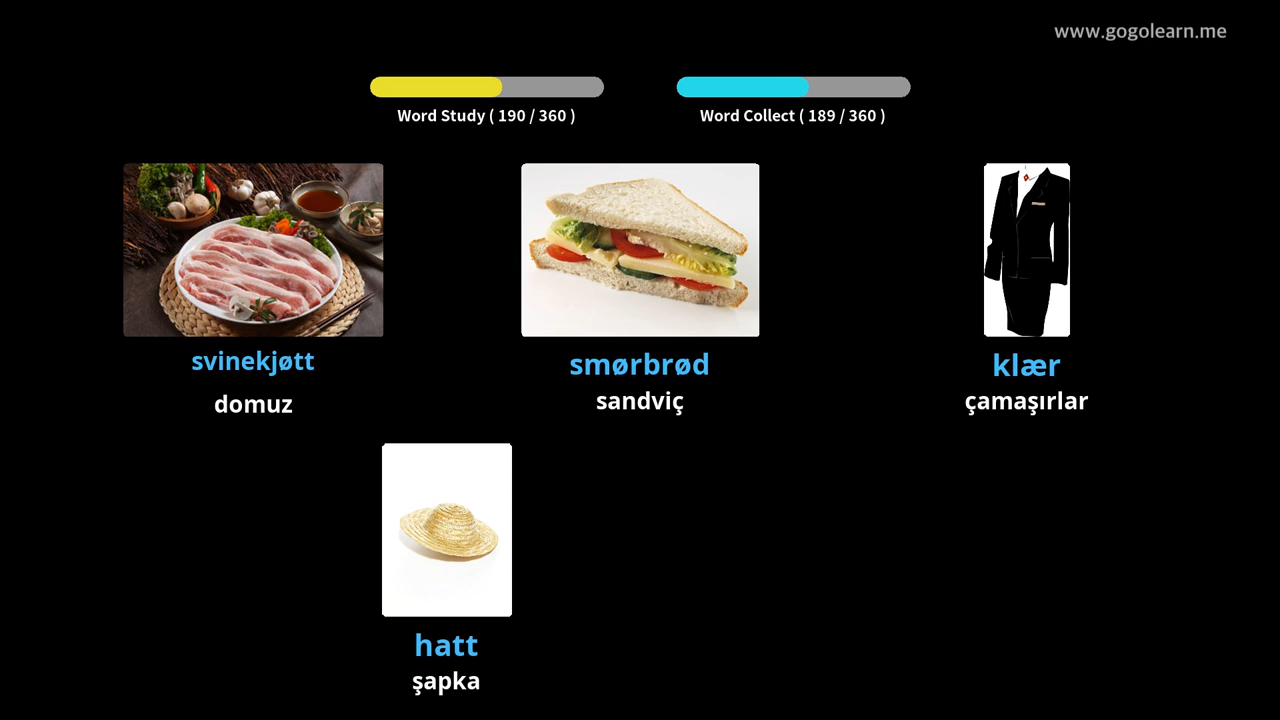 www.gogolearn.me
Word Study ( 190 / 360 )
Word Collect ( 189 / 360 )
svinekjøtt
domuz
smørbrød
sandviç
klær
çamaşırlar
hatt
şapka